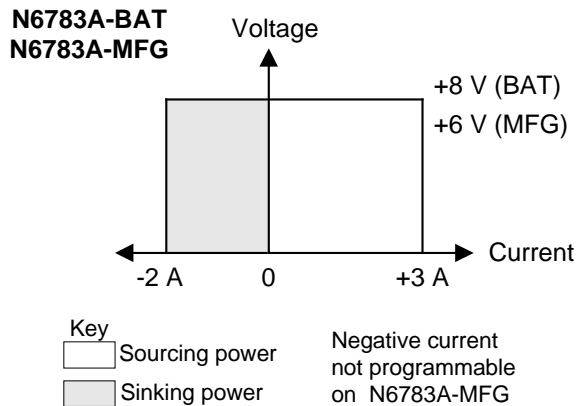 N6783A-BAT
N6783A-MFG
Voltage
+8 V (BAT)
+6 V (MFG)
Current
-2 A
0
+3 A
Key
Sourcing power
Sinking power
Negative current
not programmable
on N6783A-MFG